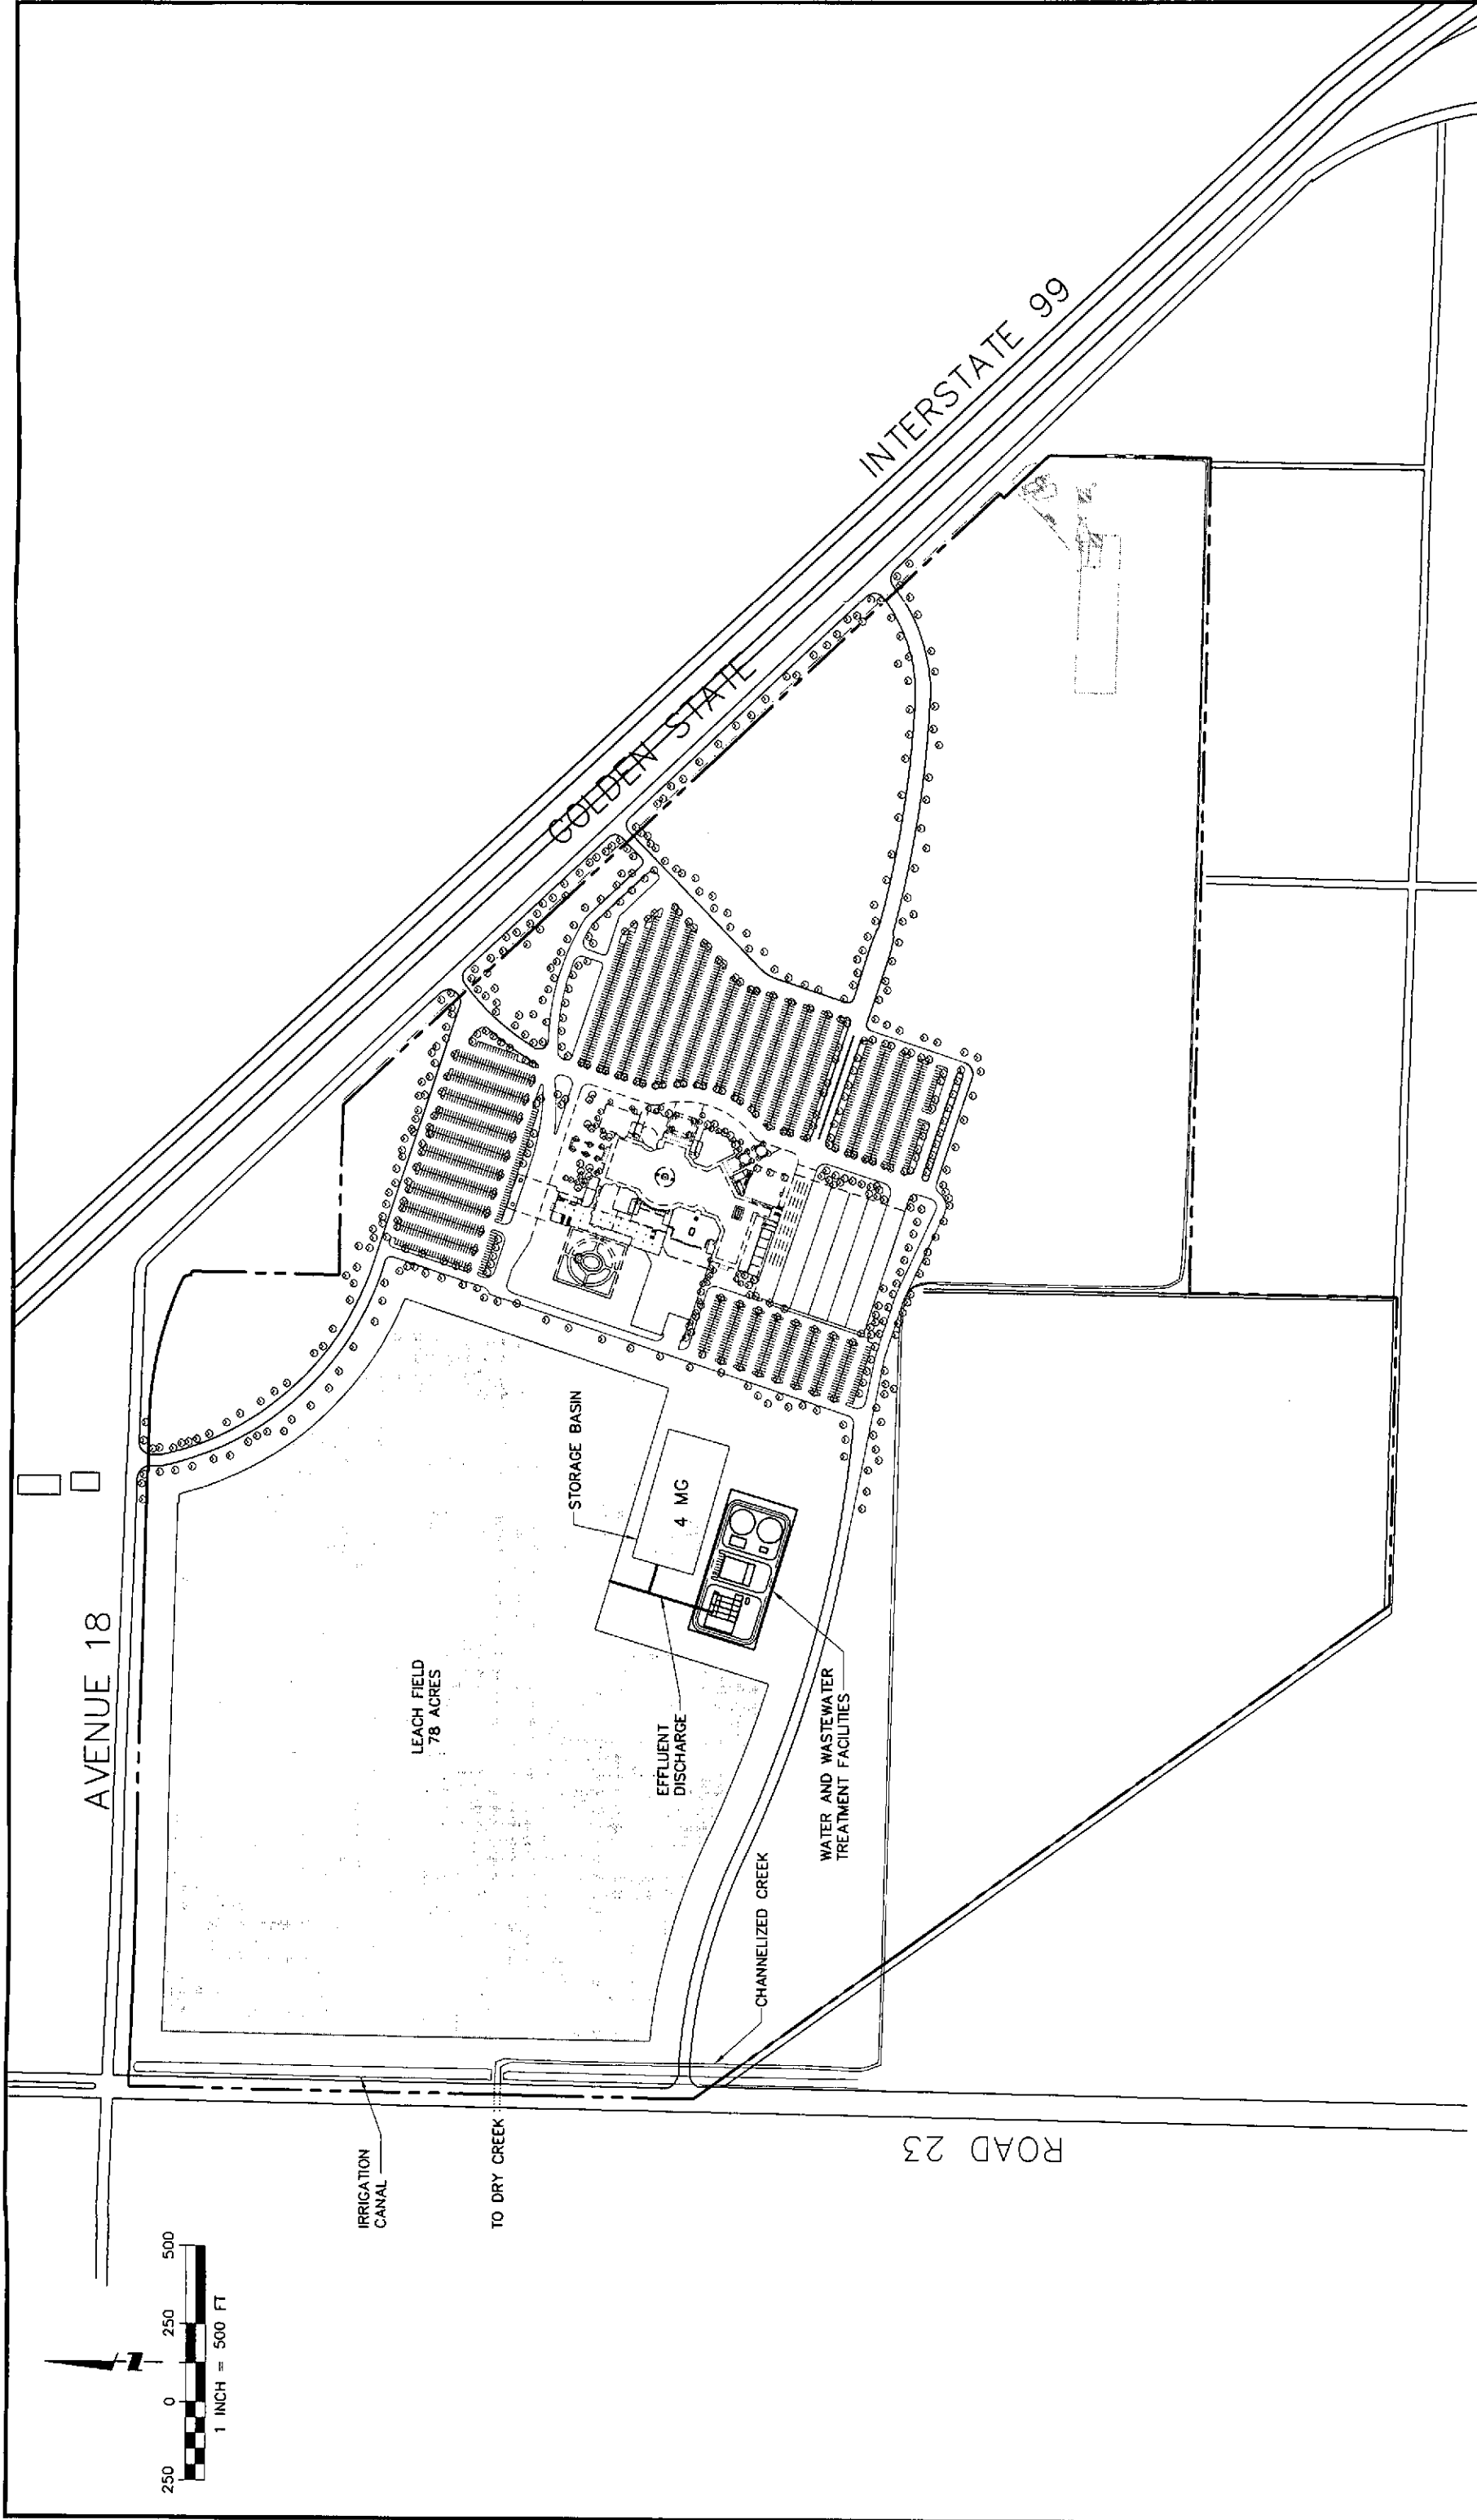 AVENUE 18
GOLDEN STATE
INTERSTATE 99
STORAGE BASIN
4 MG
LEACH FIELD
78 ACRES
EFFLUENT
DISCHARGE
WATER AND WASTEWATER
TREATMENT FACILITIES
CHANNELIZED CREEK
IRRIGATION
CANAL
TO DRY CREEK
ROAD 23
250 0 250 500
1 INCH = 500 FT
N